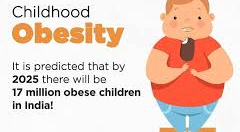 Childhood
Obesity
It is predicted that by
2025 there will be
17 million obese children
in India!